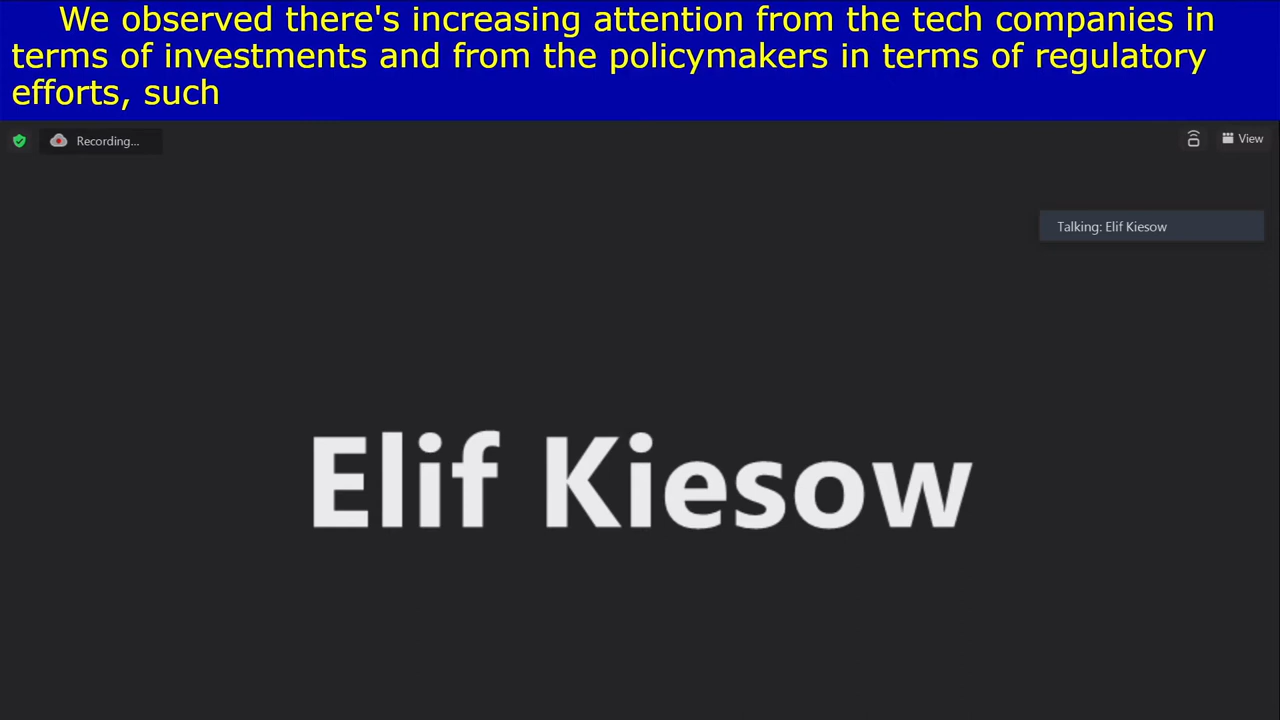 We observed there's increasing attention from the tech companies in
terms of investments and from the policymakers in terms of regulatory
efforts, such
Recording...
View
Talking: Elif Kiesow
Elif Kiesow